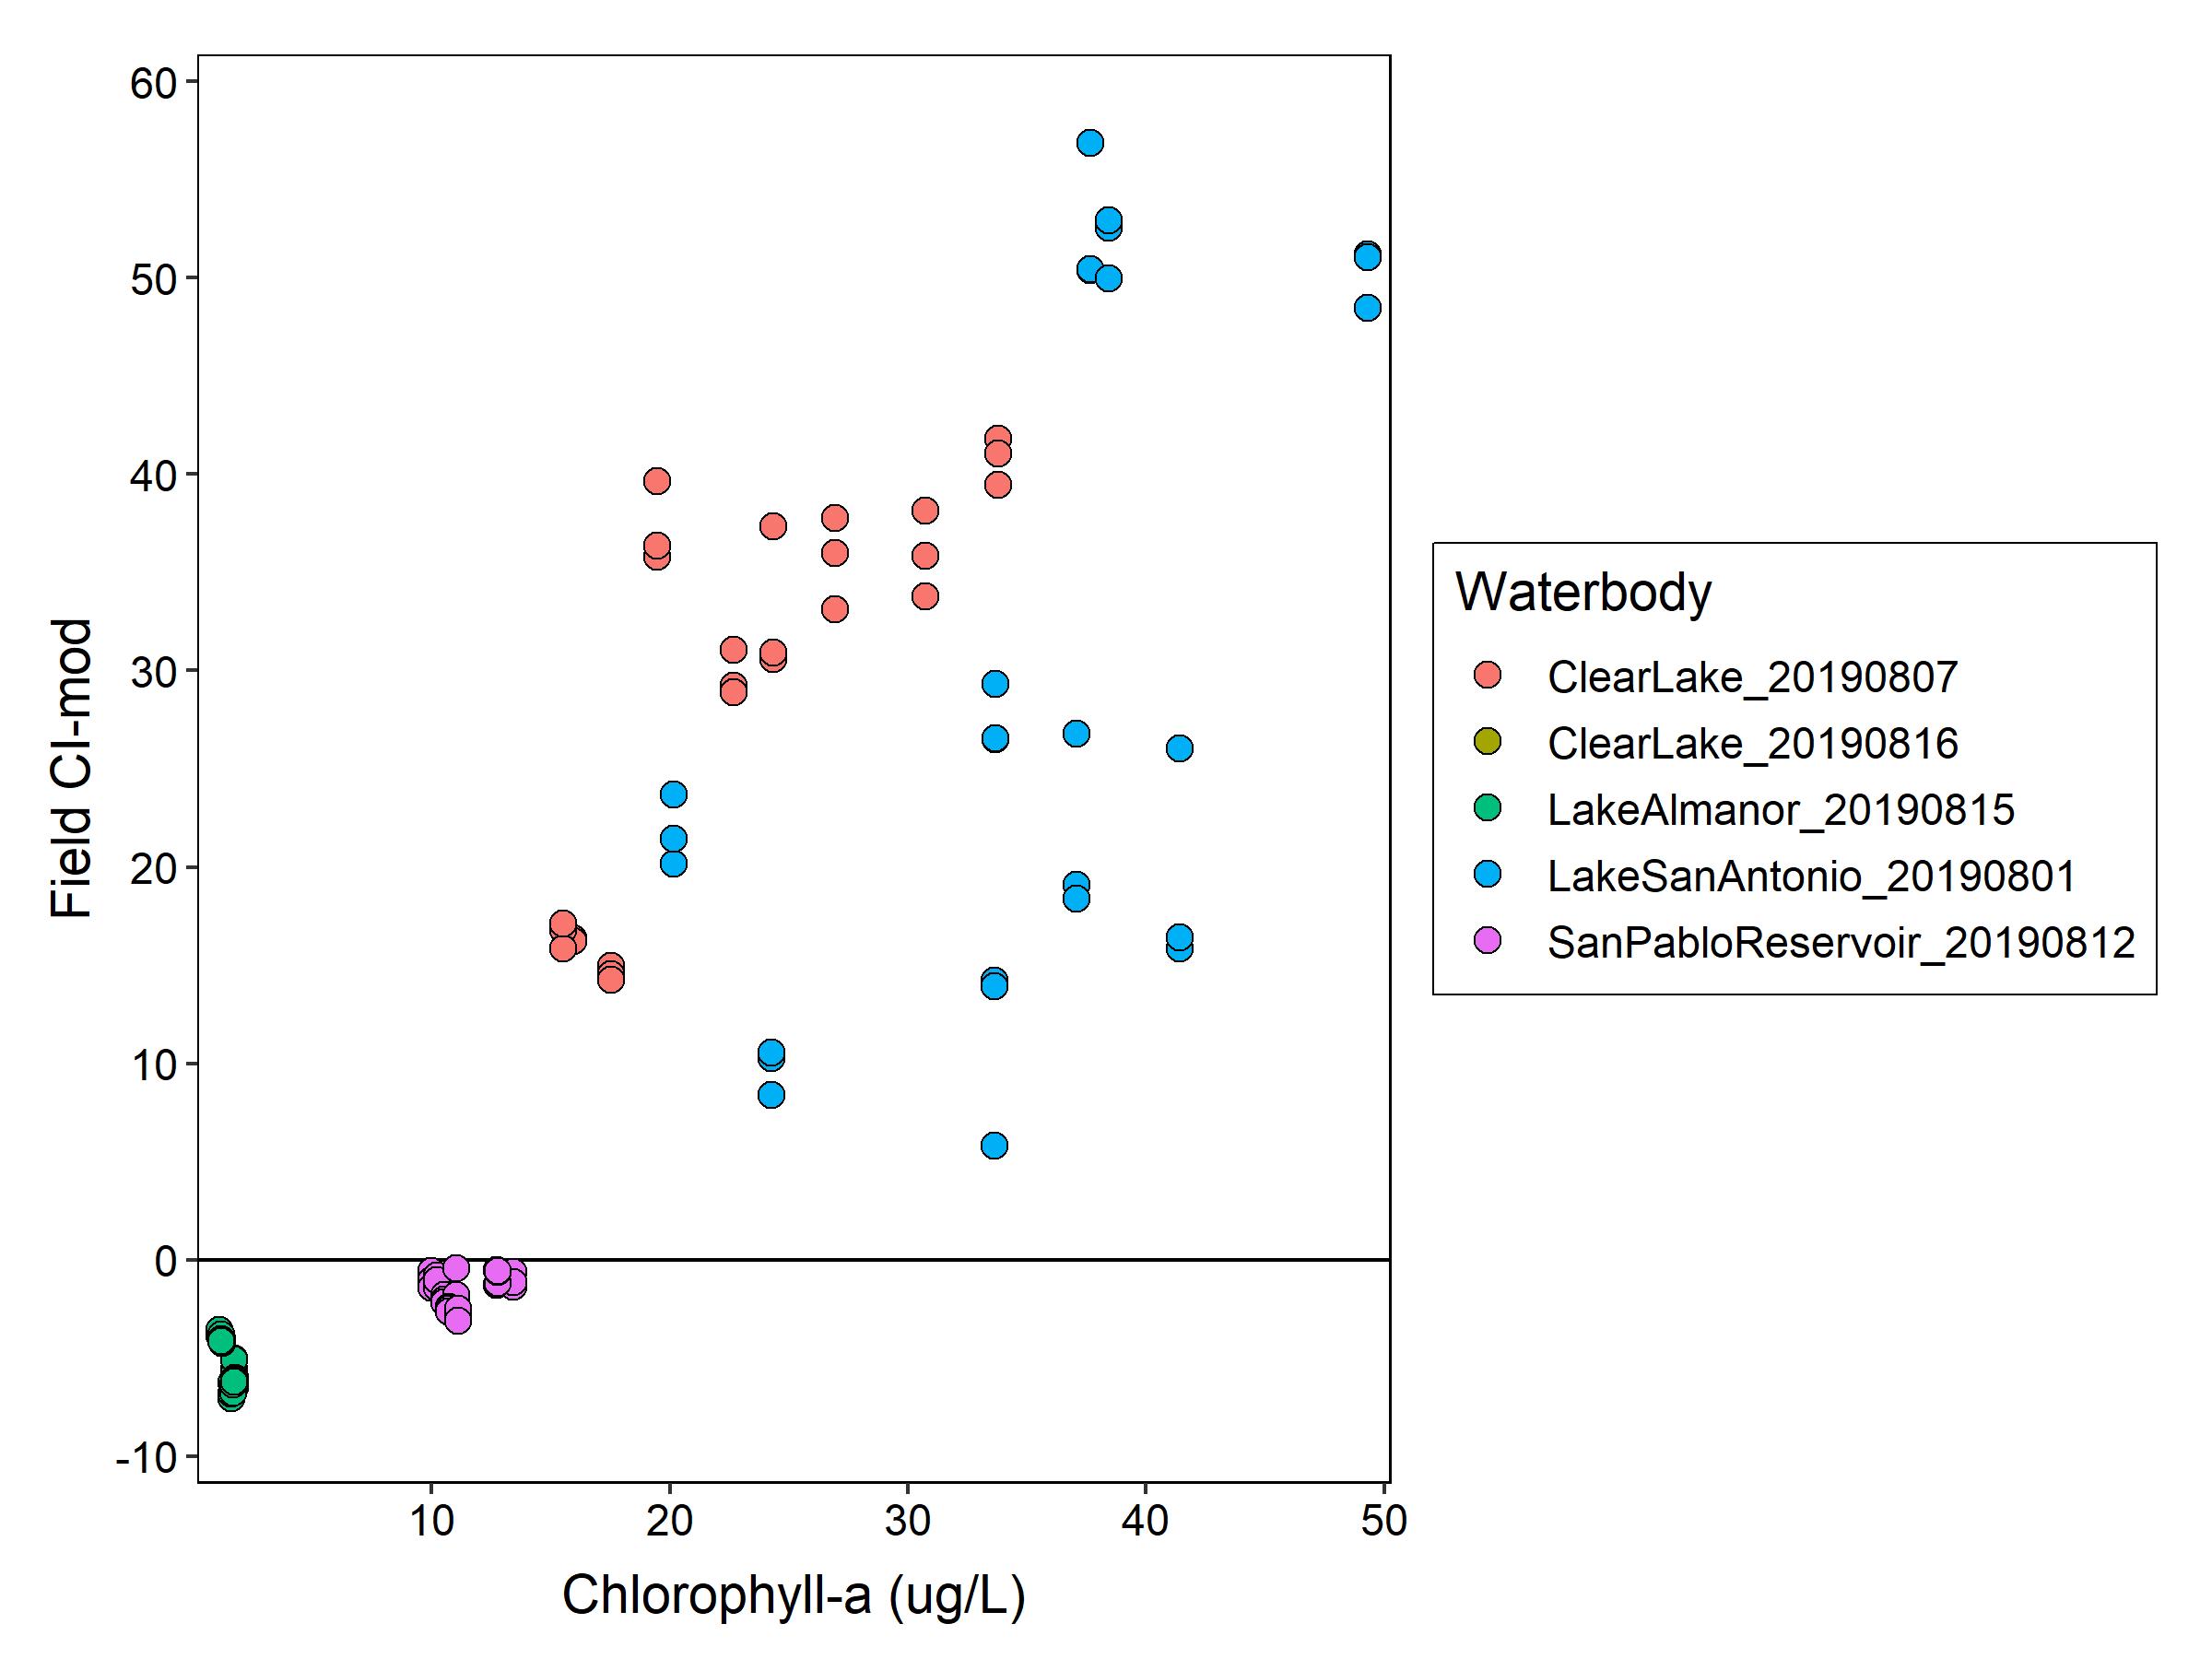 60
50
40
30
20
10
0
-10
Field CI-mod
10 20 30 40 50
Chlorophyll-a (ug/L)
Waterbody
ClearLake_20190807
ClearLake_20190816
LakeAlmanor_20190815
LakeSanAntonio_20190801
SanPabloReservoir_20190812